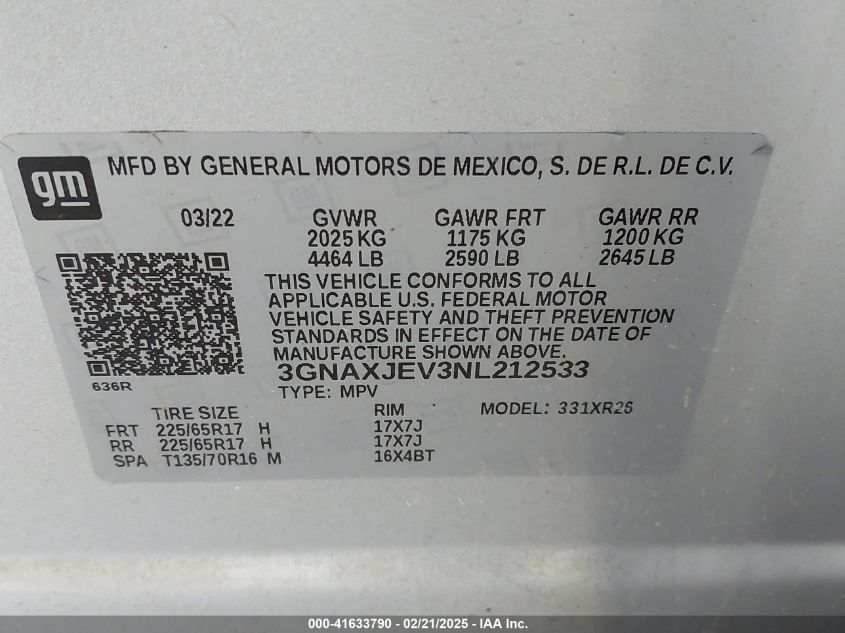 gm
MFD BY GENERAL MOTORS DE MEXICO, S. DE R.L. DE C.V.
03/22 GVWR GAWR FRT GAWR RR
2025 KG 1175 KG 1200 KG
4464 LB 2590 LB 2645 LB
THIS VEHICLE CONFORMS TO ALL
APPLICABLE U.S. FEDERAL MOTOR
VEHICLE SAFETY AND THEFT PREVENTION
STANDARDS IN EFFECT ON THE DATE OF
MANUFACTURE SHOWN ABOVE.
636R 3GNAXJEV3NL212533
TYPE: MPV
TIRE SIZE RIM MODEL: 331XR26
FRT 225/65R17 H 17X7J
RR 225/65R17 H 17X7J
SPA T135/70R16 M 16X4BT
000-41633790 - 02/21/2025 - IAA, Inc.